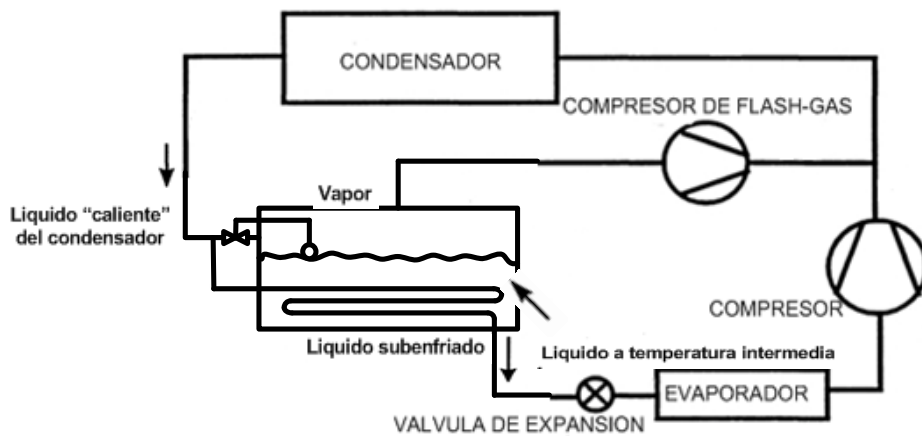 CONDENSADOR
COMPRESOR DE FLASH-GAS
Vapor
Liquido “caliente”
del condensador
COMPRESOR
Liquido subenfriado
Liquido a temperatura intermedia
EVAPORADOR
VALVULA DE EXPANSION